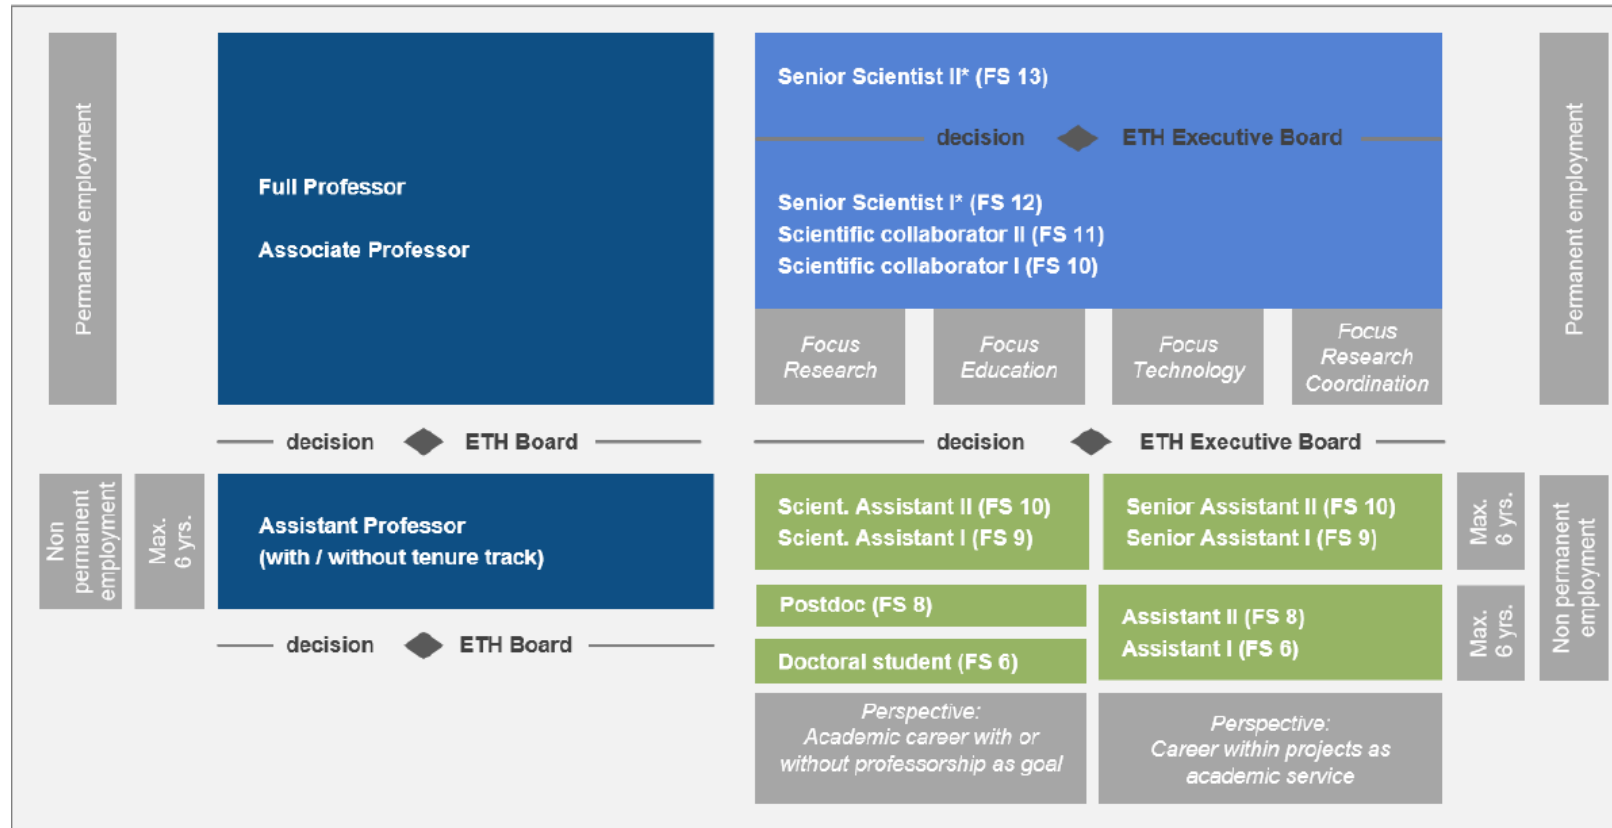 Permanent employment
Full Professor
Associate Professor
Senior Scientist II* (FS 13)
decision ETH Executive Board
Senior Scientist I* (FS 12)
Scientific collaborator II (FS 11)
Scientific collaborator I (FS 10)
Focus
Research
Focus
Education
Focus
Technology
Focus
Research
Coordination
Permanent employment
decision ETH Board
decision ETH Executive Board
Non
permanent
employment
Max.
6 yrs.
Assistant Professor
(with / without tenure track)
decision ETH Board
Scient. Assistant II (FS 10)
Scient. Assistant I (FS 9)
Senior Assistant II (FS 10)
Senior Assistant I (FS 9)
Max.
6 yrs.
Postdoc (FS 8)
Doctoral student (FS 6)
Assistant II (FS 8)
Assistant I (FS 6)
Max.
6 yrs.
Non permanent
employment
Perspective:
Academic career with or
without professorship as goal
Perspective:
Career within projects as
academic service